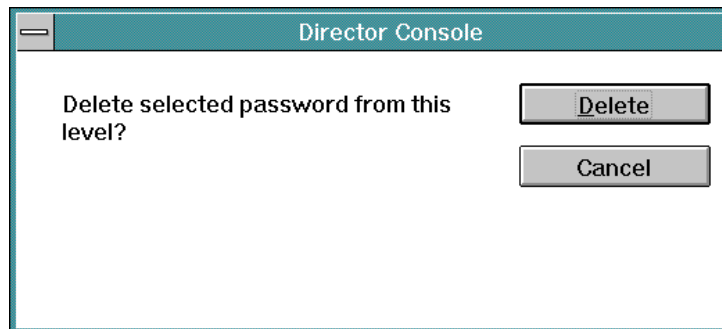 Director Console
Delete selected password from this
level?
Delete
Cancel